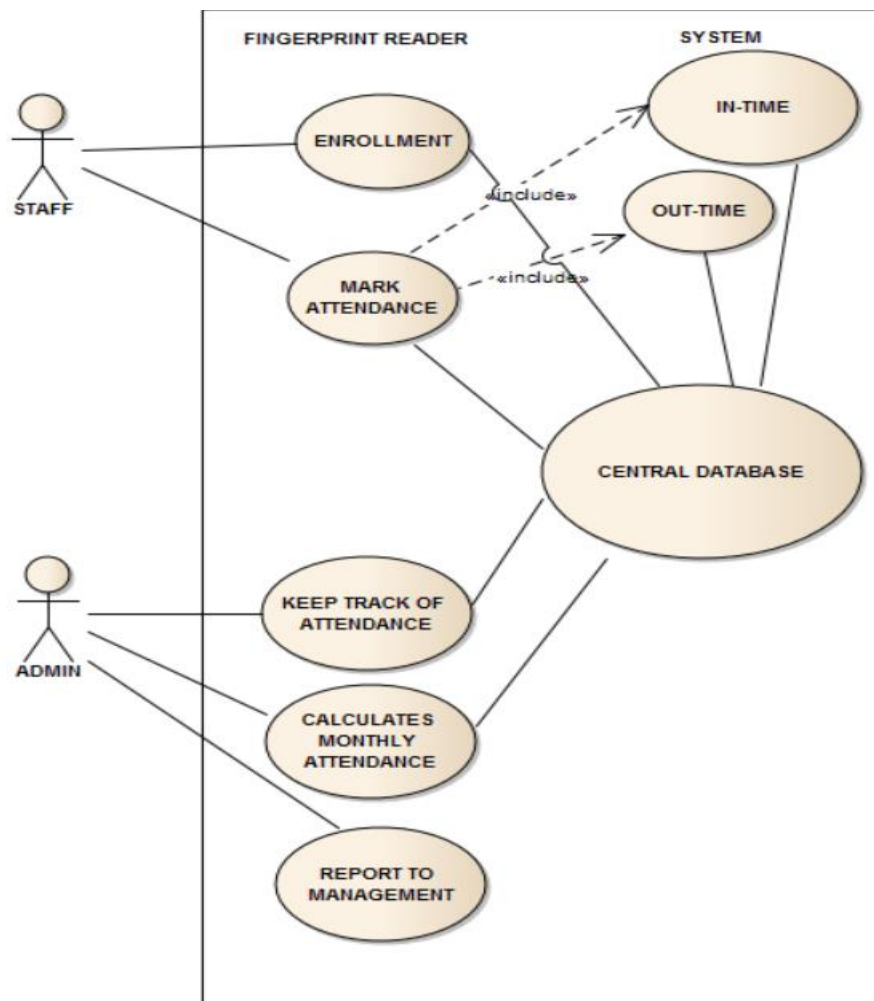 FINGERPRINT READER
SYSTEM
IN-TIME
ENROLLMENT
«include»
OUT-TIME
STAFF
«include»
MARK
ATTENDANCE
CENTRAL DATABASE
KEEP TRACK OF
ATTENDANCE
ADMIN
CALCULATES
MONTHLY
ATTENDANCE
REPORT TO
MANAGEMENT